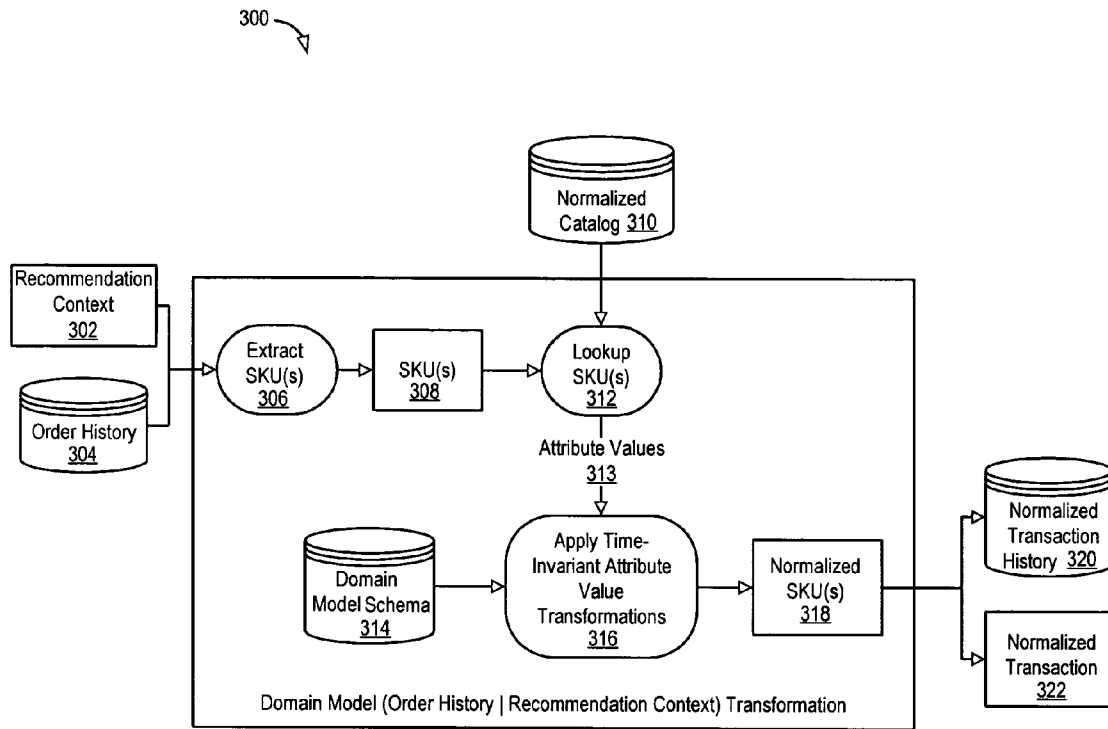 300
Normalized
Catalog 310
Recommendation
Context
302
Order History
304
Extract
SKU(s)
306
SKU(s)
308
Lookup
SKU(s)
312
Attribute Values
313
Domain
Model Schema
314
Apply Time-
Invariant Attribute
Value
Transformations
316
Normalized
SKU(s)
318
Normalized
Transaction
History 320
Normalized
Transaction
322
Domain Model (Order History | Recommendation Context) Transformation